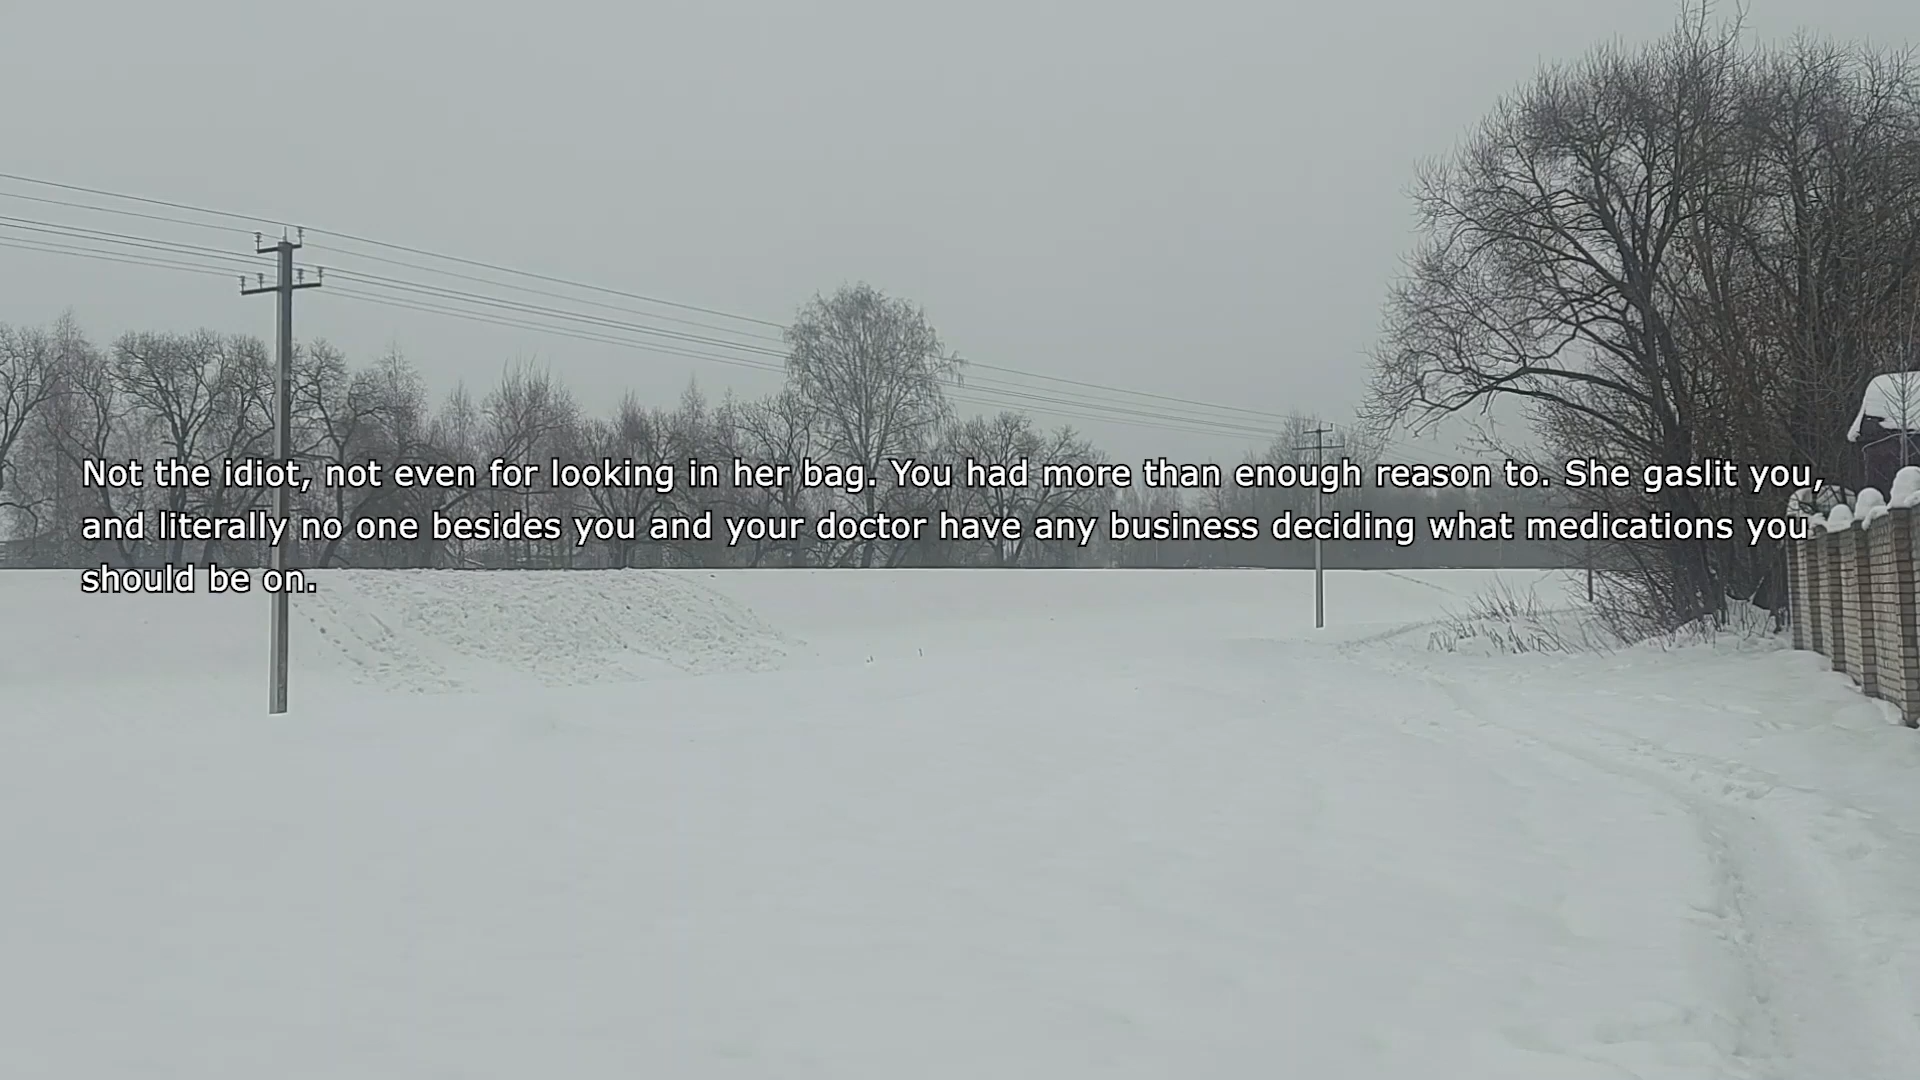 Not the idiot, not even for looking in her bag. You had more than enough reason to. She gaslit you,
and literally no one besides you and your doctor have any business deciding what medications you
should be on.